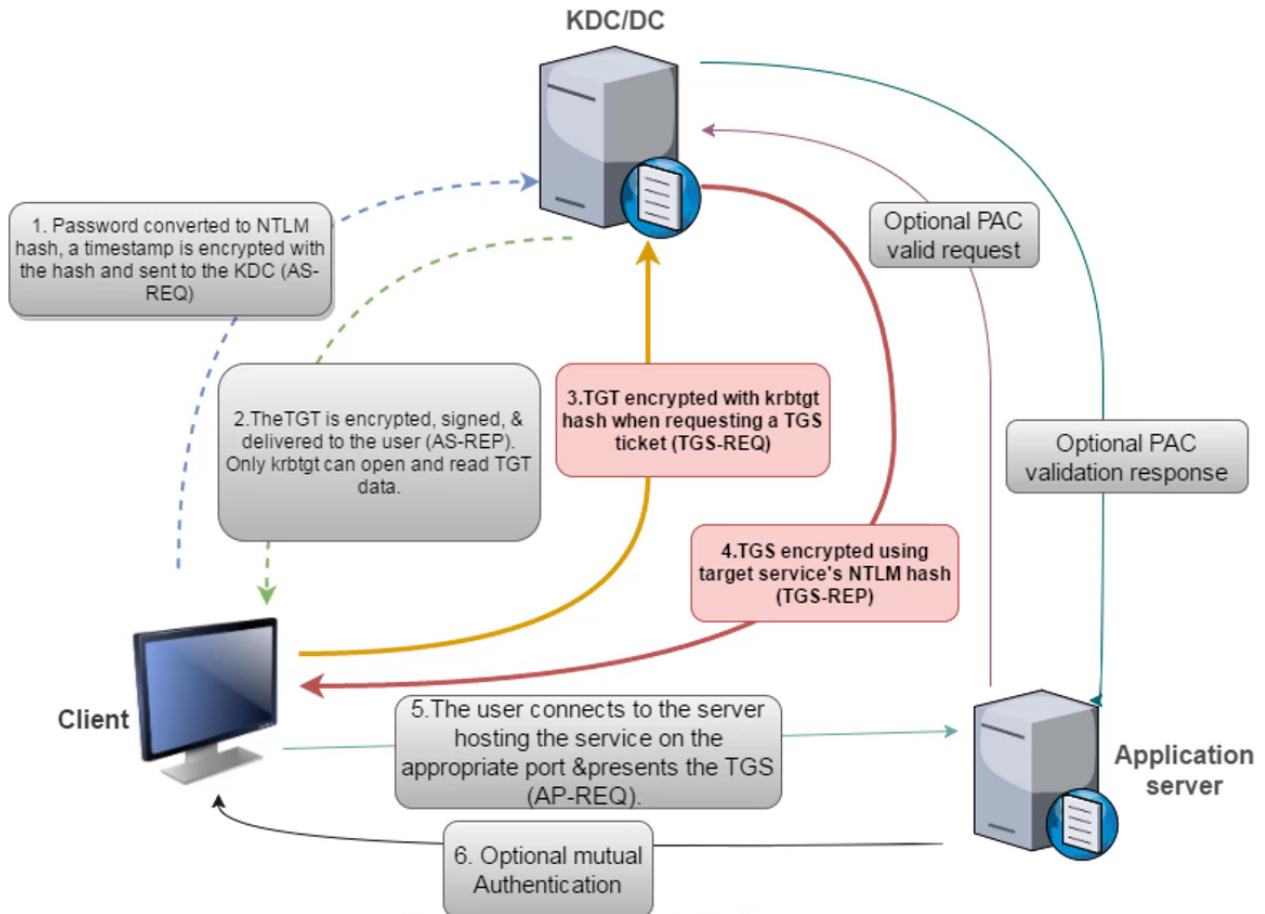 KDC/DC
1. Password converted to NTLM
hash, a timestamp is encrypted with
the hash and sent to the KDC (AS-
REQ)
Optional PAC
valid request
2.TheTGT is encrypted, signed, &
delivered to the user (AS-REP).
Only krbtgt can open and read TGT
data.
3.TGT encrypted with krbtgt
hash when requesting a TGS
ticket (TGS-REQ)
Optional PAC
validation response
4.TGS encrypted using
target service's NTLM hash
(TGS-REP)
Client
5.The user connects to the server
hosting the service on the
appropriate port &presents the TGS
(AP-REQ).
Application
server
6. Optional mutual
Authentication